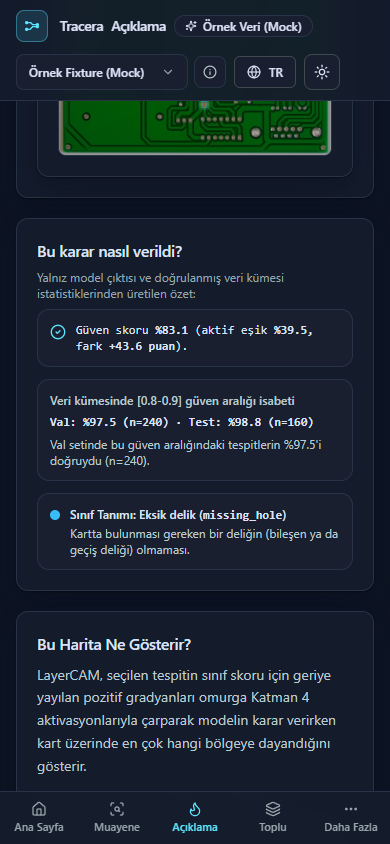 Tracera Açıklama Örnek Veri (Mock)
Örnek Fixture (Mock) TR
Bu karar nasıl verildi?
Yalnız model çıktısı ve doğrulanmış veri kümesi
istatistiklerinden üretilen özet:
Güven skoru %83.1 (aktif eşik %39.5,
fark +43.6 puan).
Veri kümesinde [0.8-0.9] güven aralığı isabeti
Val: %97.5 (n=240) · Test: %98.8 (n=160)
Val setinde bu güven aralığındaki tespitlerin %97.5'i
doğruydu (n=240).
Sınıf Tanımı: Eksik delik (missing_hole)
Kartta bulunması gereken bir deliğin (bileşen ya da
geçiş deliği) olmaması.
Bu Harita Ne Gösterir?
LayerCAM, seçilen tespitin sınıf skoru için geriye
yayılan pozitif gradyanları omurga Katman 4
aktivasyonlarıyla çarparak modelin karar verirken
kart üzerinde en çok hangi bölgeye dayandığını
gösterir.
Ana Sayfa Muayene Açıklama Toplu Daha Fazla